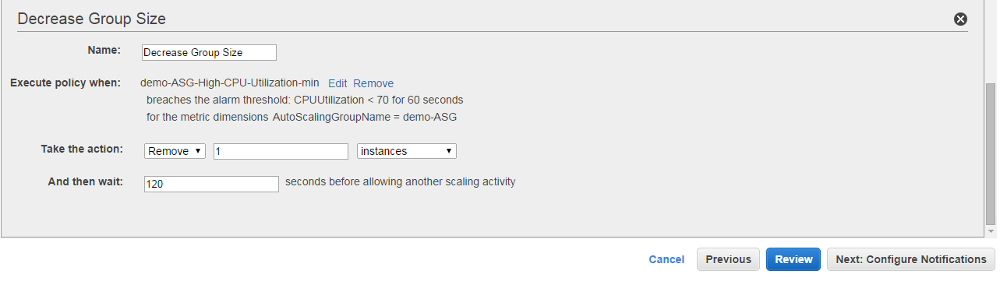 Decrease Group Size
Name: Decrease Group Size
Execute policy when: demo-ASG-High-CPU-Utilization-min Edit Remove
breaches the alarm threshold: CPUUtilization < 70 for 60 seconds
for the metric dimensions AutoScalingGroupName = demo-ASG
Take the action: Remove 1 instances
And then wait: 120 seconds before allowing another scaling activity
Cancel Previous Review Next: Configure Notifications